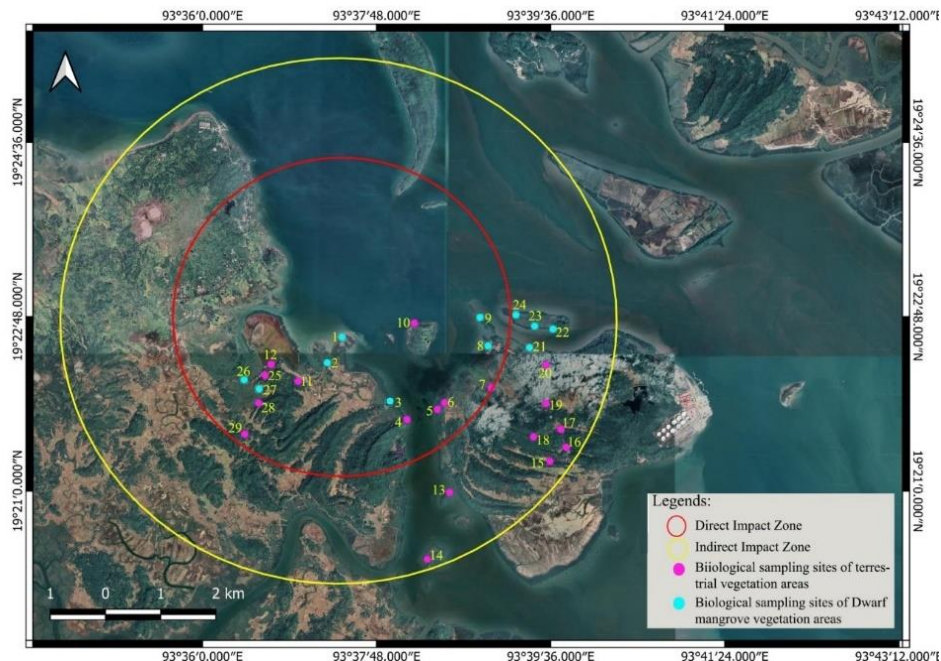 93°36'0.000"E 93°37'48.000"E 93°39'36.000"E 93°41'24.000"E 93°43'12.000"E
19°24'36.000"N
19°24'36.000"N
24
23
22
9
10
1
8
21
19°22'48.000"N
19°22'48.000"N
2
12
20
25
26
11
7
27
3
6
28
5
19
4
17
29
18
16
15
13
19°21'0.000"N
19°21'0.000"N
14
Legends:
Direct Impact Zone
Indirect Impact Zone
Biiological sampling sites of terres-
trial vegetation areas
Biological sampling sites of Dwarf
mangrove vegetation areas
1 0 1 2 km
93°36'0.000"E 93°37'48.000"E 93°39'36.000"E 93°41'24.000"E 93°43'12.000"E